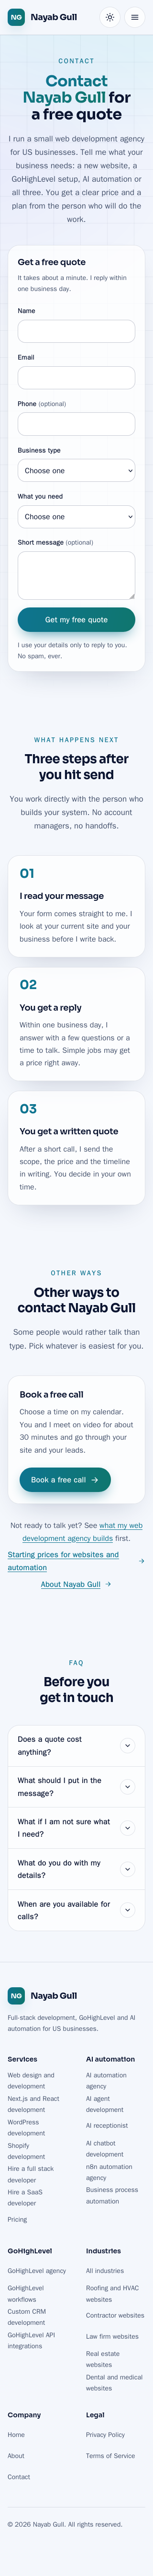 NG Nayab Gull
CONTACT
Contact
Nayab Gull for
a free quote
I run a small web development agency
for US businesses. Tell me what your
business needs: a new website, a
GoHighLevel setup, AI automation or
all three. You get a clear price and a
plan from the person who will do the
work.
Get a free quote
It takes about a minute. I reply within
one business day.
Name
Email
Phone (optional)
Business type
Choose one
What you need
Choose one
Short message (optional)
Get my free quote
I use your details only to reply to you.
No spam, ever.
WHAT HAPPENS NEXT
Three steps after
you hit send
You work directly with the person who
builds your system. No account
managers, no handoffs.
01
I read your message
Your form comes straight to me. I
look at your current site and your
business before I write back.
02
You get a reply
Within one business day, I
answer with a few questions or a
time to talk. Simple jobs may get
a price right away.
03
You get a written quote
After a short call, I send the
scope, the price and the timeline
in writing. You decide in your own
time.
OTHER WAYS
Other ways to
contact Nayab Gull
Some people would rather talk than
type. Pick whatever is easiest for you.
Book a free call
Choose a time on my calendar.
You and I meet on video for about
30 minutes and go through your
site and your leads.
Book a free call →
Not ready to talk yet? See what my web
development agency builds first.
Starting prices for websites and
automation →
About Nayab Gull →
FAQ
Before you
get in touch
Does a quote cost
anything?
What should I put in the
message?
What if I am not sure what
I need?
What do you do with my
details?
When are you available for
calls?
NG Nayab Gull
Full-stack development, GoHighLevel and AI
automation for US businesses.
Services
Web design and
development
Next.js and React
Development
WordPress
Development
Shopify
development
Hire a full stack
developer
Hire a SaaS
developer
Pricing
AI automation
AI automation
agency
AI agent
development
AI receptionist
AI chatbot
development
n8n automation
agency
Business process
automation
GoHighLevel
GoHighLevel agency
GoHighLevel
workflows
Custom CRM
development
GoHighLevel API
integrations
Industries
All industries
Roofing and HVAC
websites
Contractor websites
Law firm websites
Real estate
websites
Dental and medical
websites
Company
Home
About
Contact
Legal
Privacy Policy
Terms of Service
© 2026 Nayab Gull. All rights reserved.